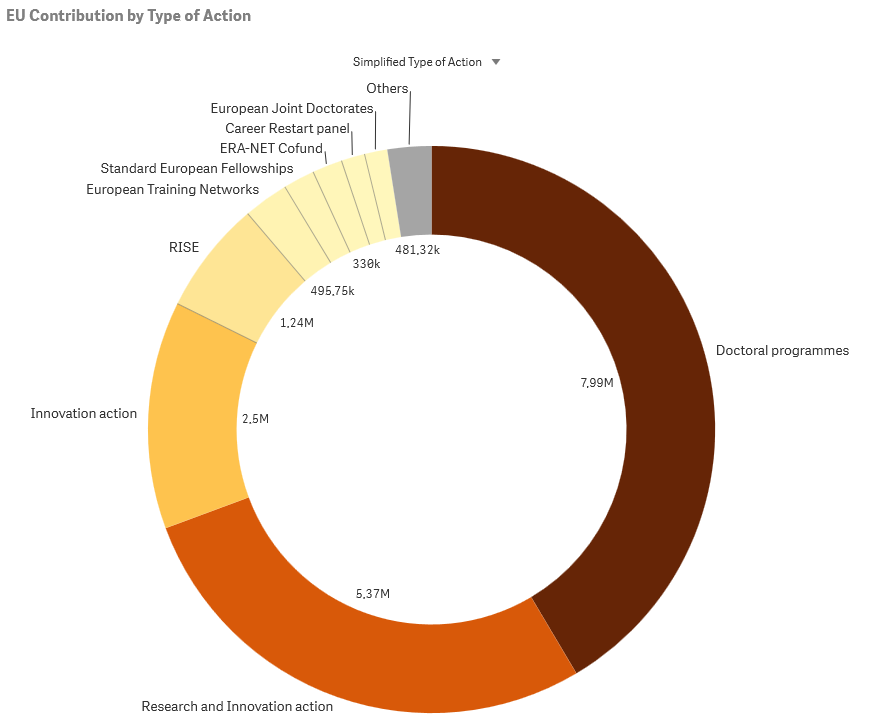 EU Contribution by Type of Action
Simplified Type of Action
Others
European Joint Doctorates
Career Restart panel
ERA-NET Cofund
Standard European Fellowships
European Training Networks
RISE
481,32k
330k
495,75k
1,24M
Doctoral programmes
7,99M
Innovation action
2,5M
5,37M
Research and Innovation action